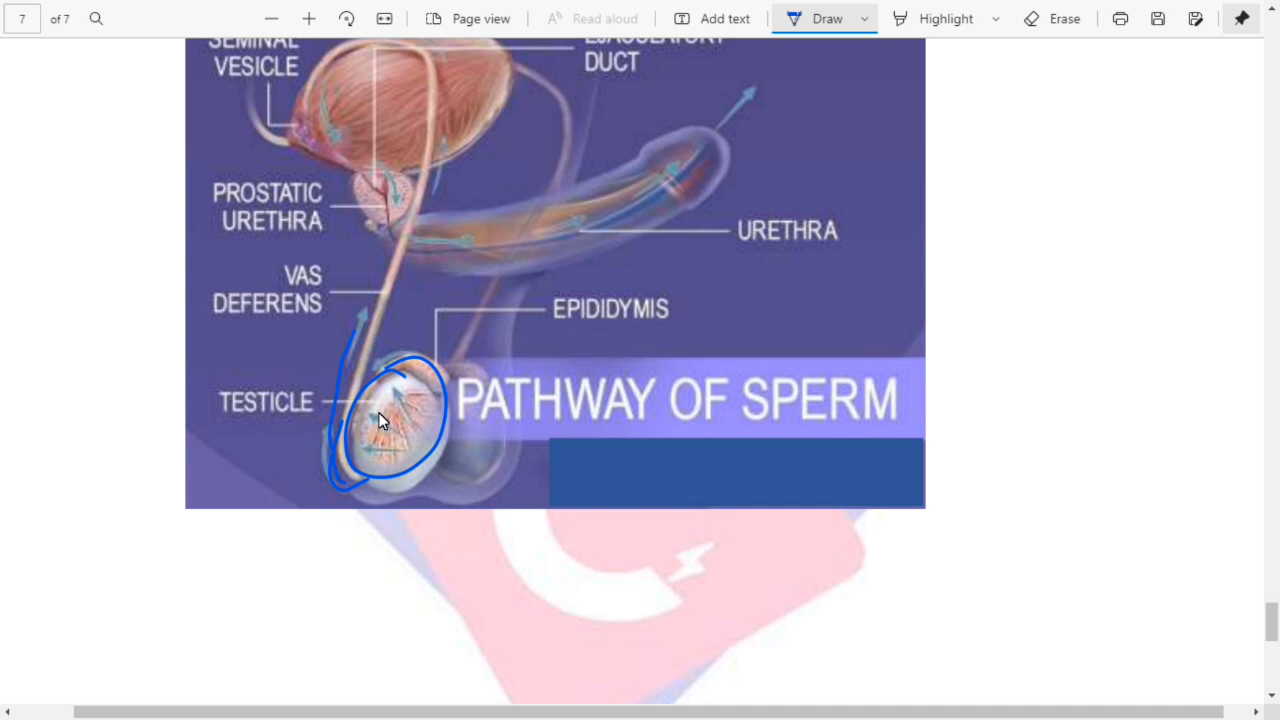 7 of 7
Page view
Read aloud
Add text
Draw
Highlight
Erase
SEMINAL
VESICLE
EJACULATORY
DUCT
PROSTATIC
URETHRA
URETHRA
VAS
DEFERENS
EPIDIDYMIS
TESTICLE
PATHWAY OF SPERM